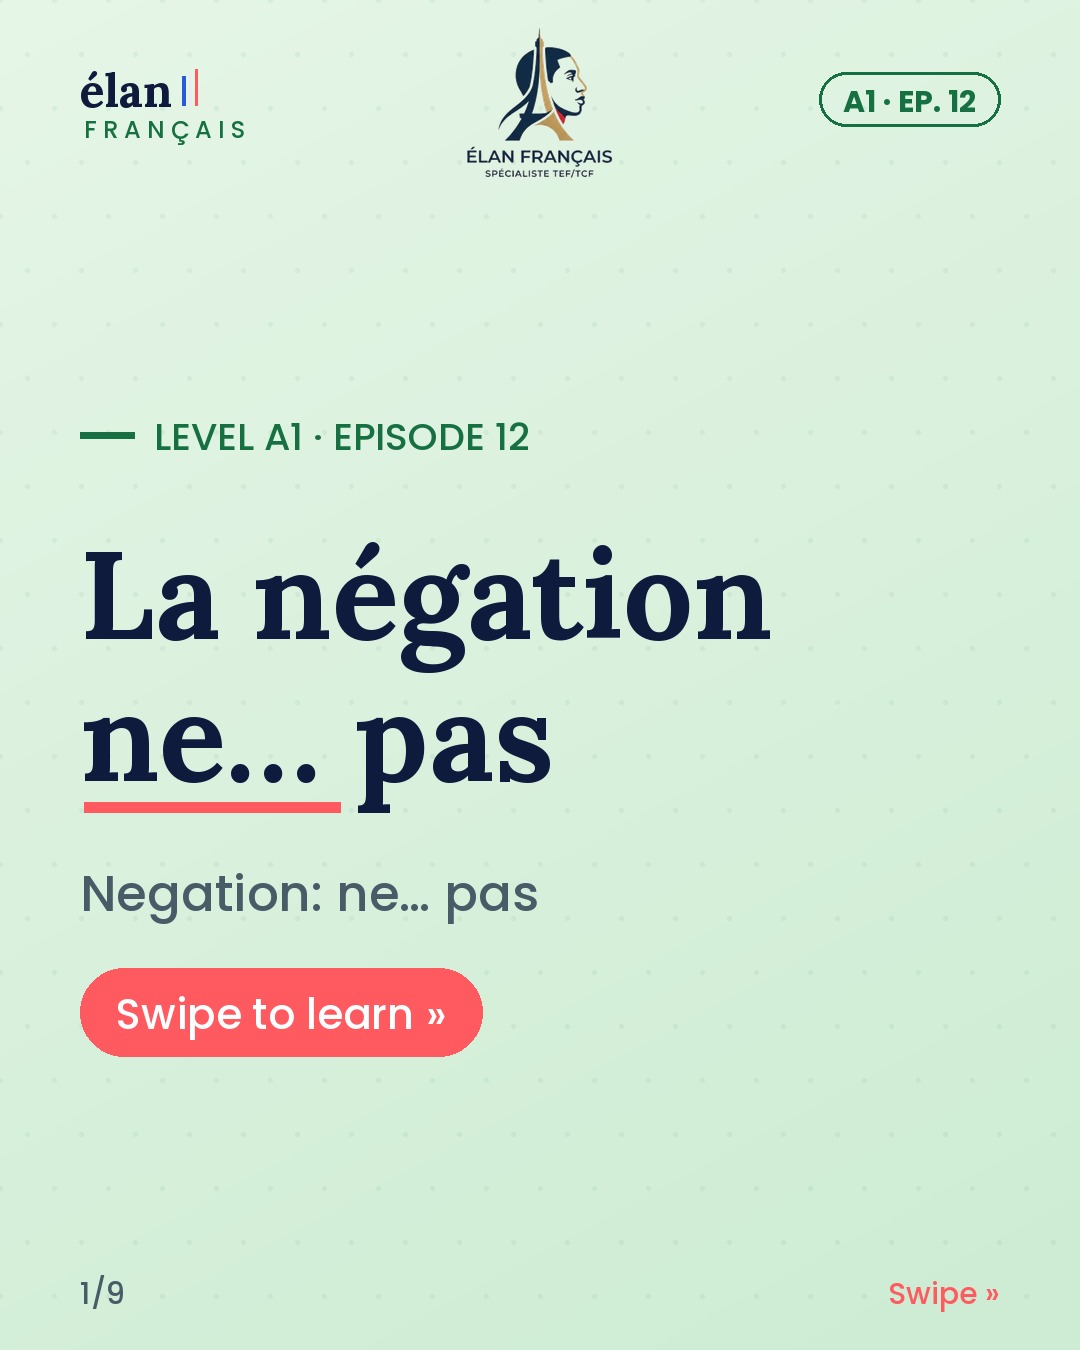 élan
FRANÇAIS
ÉLAN FRANÇAIS
SPÉCIALISTE TEF/TCF
A1 · EP. 12
LEVEL A1 · EPISODE 12
La négation
ne... pas
Negation: ne... pas
Swipe to learn »
1/9
Swipe »